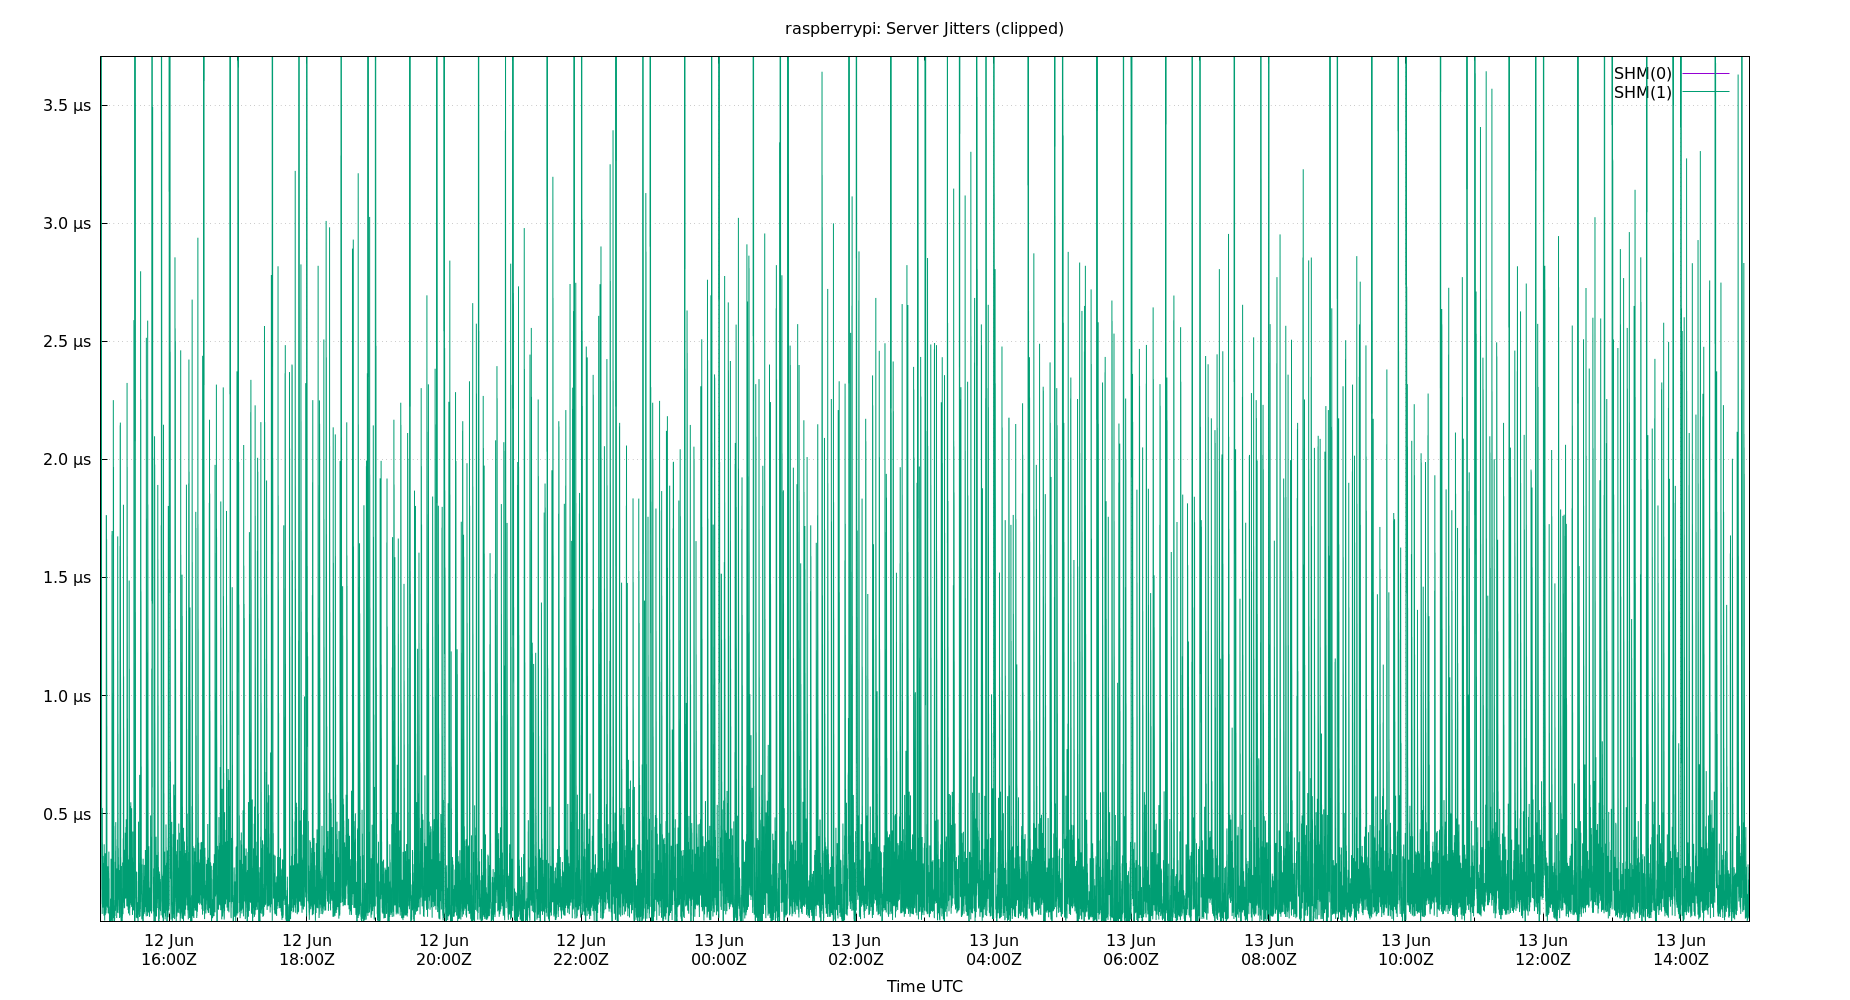 raspberrypi: Server Jitters (clipped)
SHM(0)
SHM(1)
3.5 μs
3.0 μs
2.5 μs
2.0 μs
1.5 μs
1.0 μs
0.5 μs
12 Jun 12 Jun 12 Jun 12 Jun 13 Jun 13 Jun 13 Jun 13 Jun 13 Jun 13 Jun 13 Jun 13 Jun
16:00Z 18:00Z 20:00Z 22:00Z 00:00Z 02:00Z 04:00Z 06:00Z 08:00Z 10:00Z 12:00Z 14:00Z
Time UTC